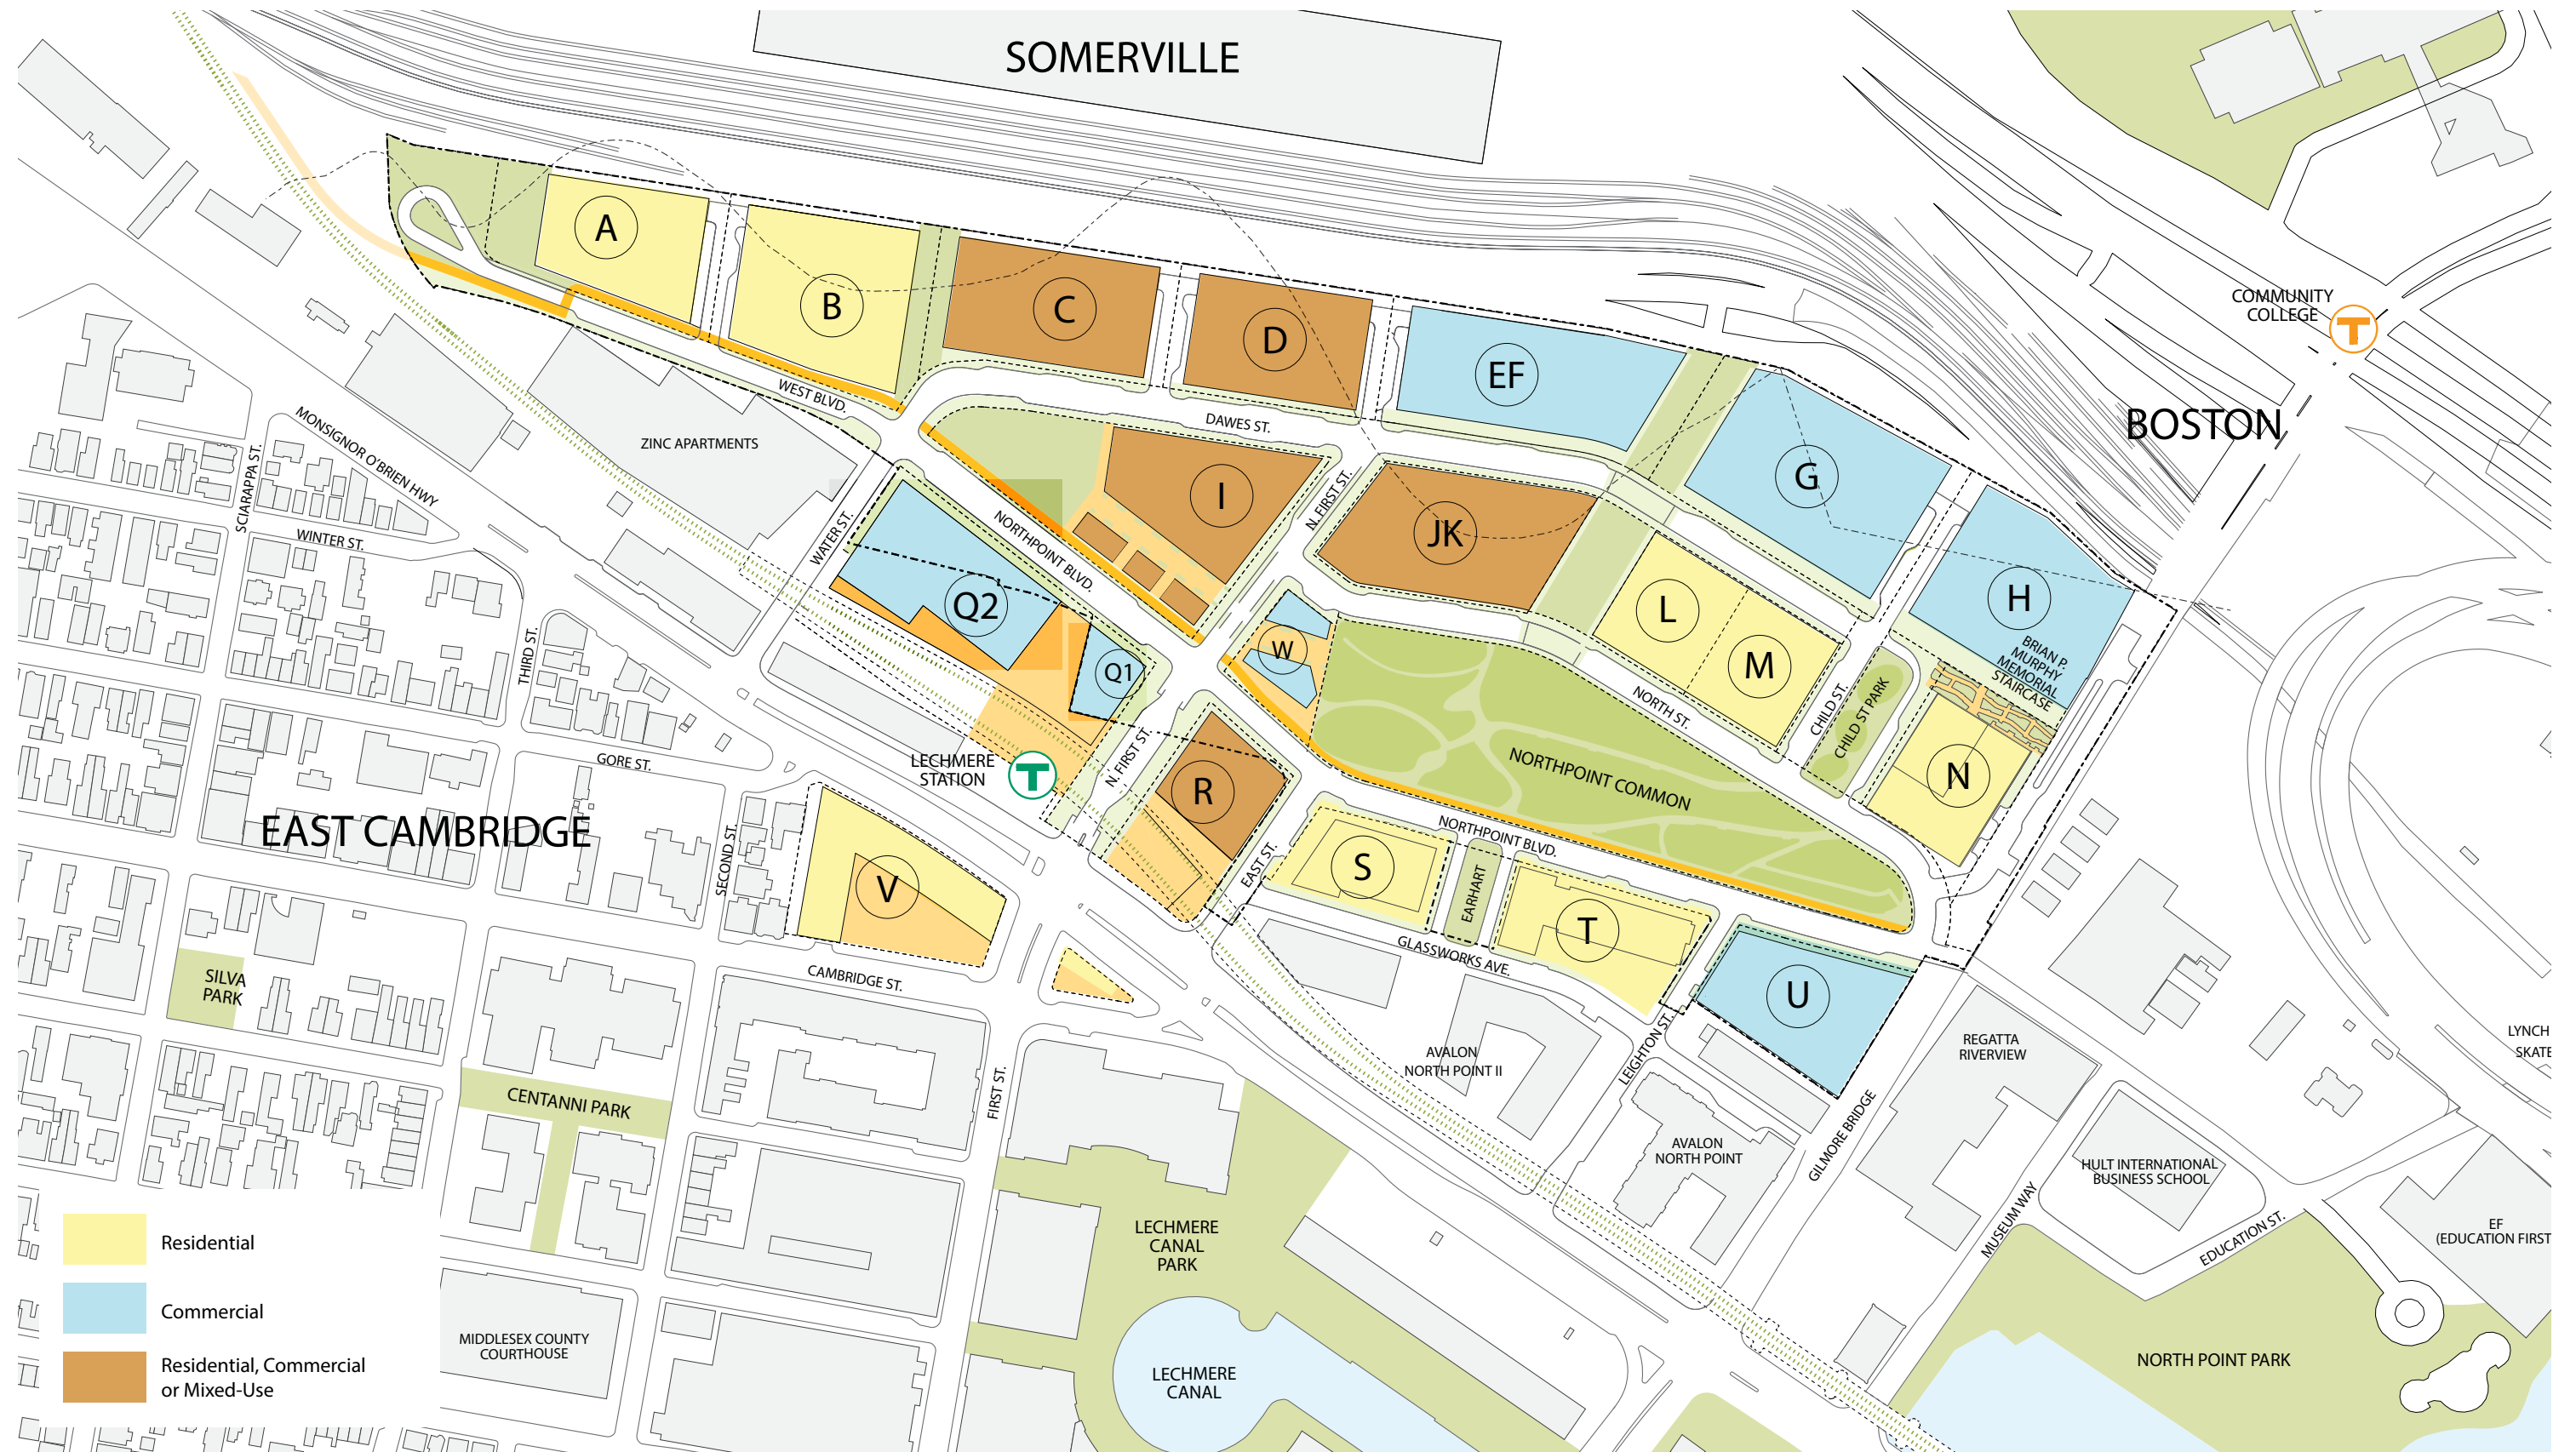 SOMERVILLE
COMMUNITY
COLLEGE
T
BOSTON
A
B
C
D
EF
G
H
I
JK
L
M
N
Q2
Q1
W
R
S
T
U
V
WEST BLVD.
DAWES ST.
ZINC APARTMENTS
N. FIRST ST.
NORTHPOINT BLVD.
WATER ST.
MONSIGNOR O'BRIEN HWY
SCIARAPPA ST.
WINTER ST.
THIRD ST.
GORE ST.
SECOND ST.
EAST CAMBRIDGE
LECHMERE
STATION
T
N. FIRST ST.
EAST ST.
NORTH ST.
CHILD ST.
CHILD ST PARK
BRIAN P.
MURPHY
MEMORIAL
STAIRCASE
NORTHPOINT COMMON
NORTHPOINT BLVD.
EARHART
GLASSWORKS AVE.
LEIGHTON ST.
CAMBRIDGE ST.
SILVA
PARK
CENTANNI PARK
FIRST ST.
AVALON
NORTH POINT II
AVALON
NORTH POINT
GILMORE BRIDGE
REGATTA
RIVERVIEW
LYNCH
SKATE
HULT INTERNATIONAL
BUSINESS SCHOOL
MUSEUM WAY
EDUCATION ST.
EF
(EDUCATION FIRST
LECHMERE
CANAL
PARK
LECHMERE
CANAL
NORTH POINT PARK
MIDDLESEX COUNTY
COURTHOUSE
Residential
Commercial
Residential, Commercial
or Mixed-Use